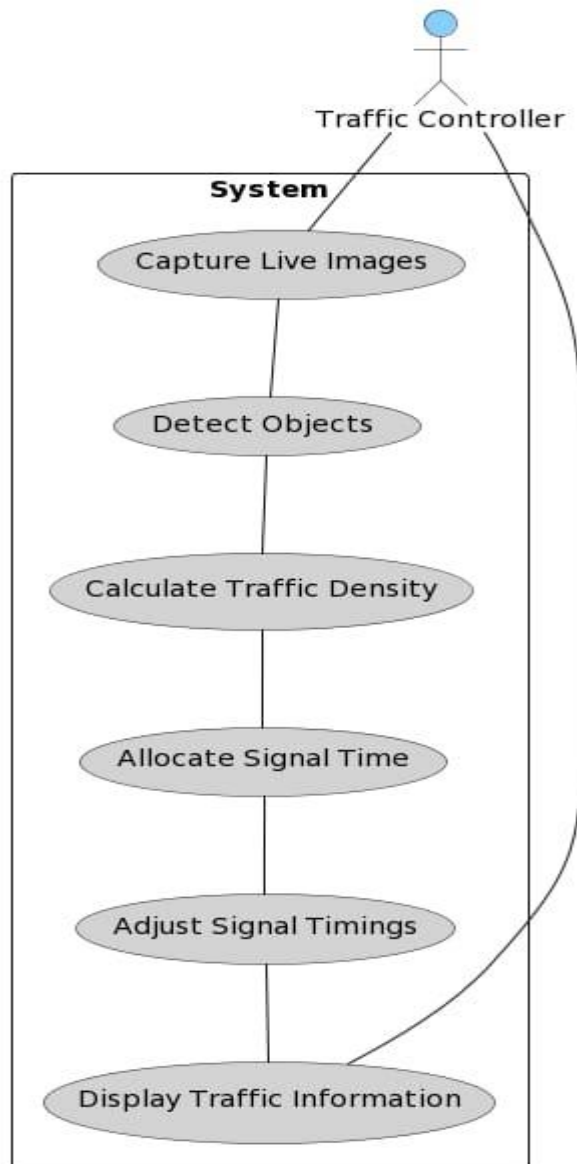 Traffic Controller
System
Capture Live Images
Detect Objects
Calculate Traffic Density
Allocate Signal Time
Adjust Signal Timings
Display Traffic Information